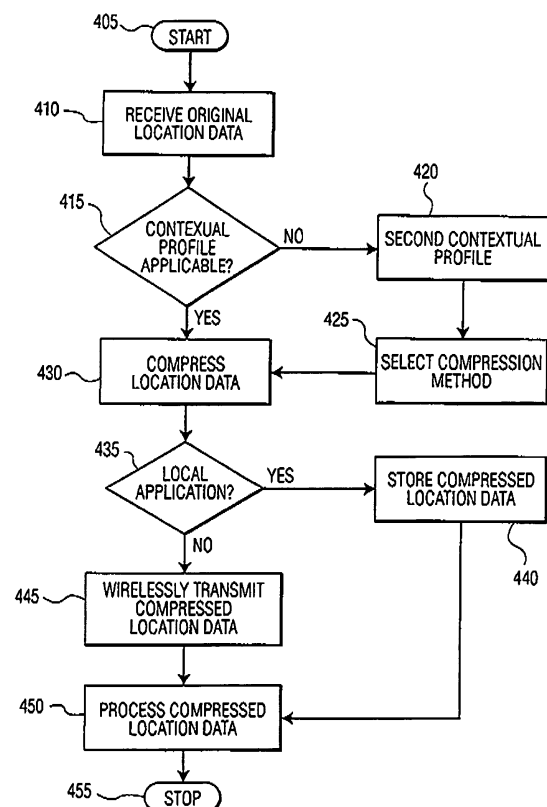 405
START
410
RECEIVE ORIGINAL
LOCATION DATA
415
CONTEXUAL
PROFILE
APPLICABLE?
NO
420
SECOND CONTEXTUAL
PROFILE
YES
425
SELECT COMPRESSION
METHOD
430
COMPRESS
LOCATION DATA
435
LOCAL
APPLICATION?
YES
STORE COMPRESSED
LOCATION DATA
440
NO
445
WIRELESSLY TRANSMIT
COMPRESSED
LOCATION DATA
450
PROCESS COMPRESSED
LOCATION DATA
455
STOP